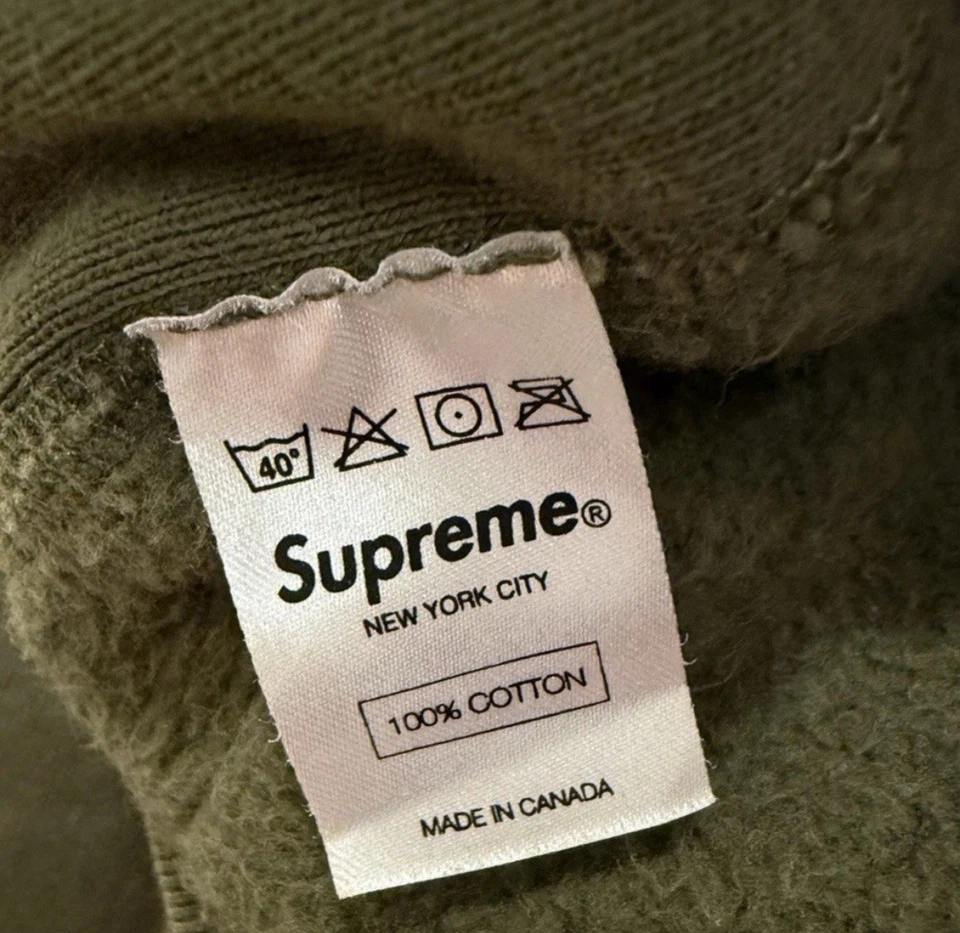 40°
Supreme®
NEW YORK CITY
100% COTTON
MADE IN CANADA